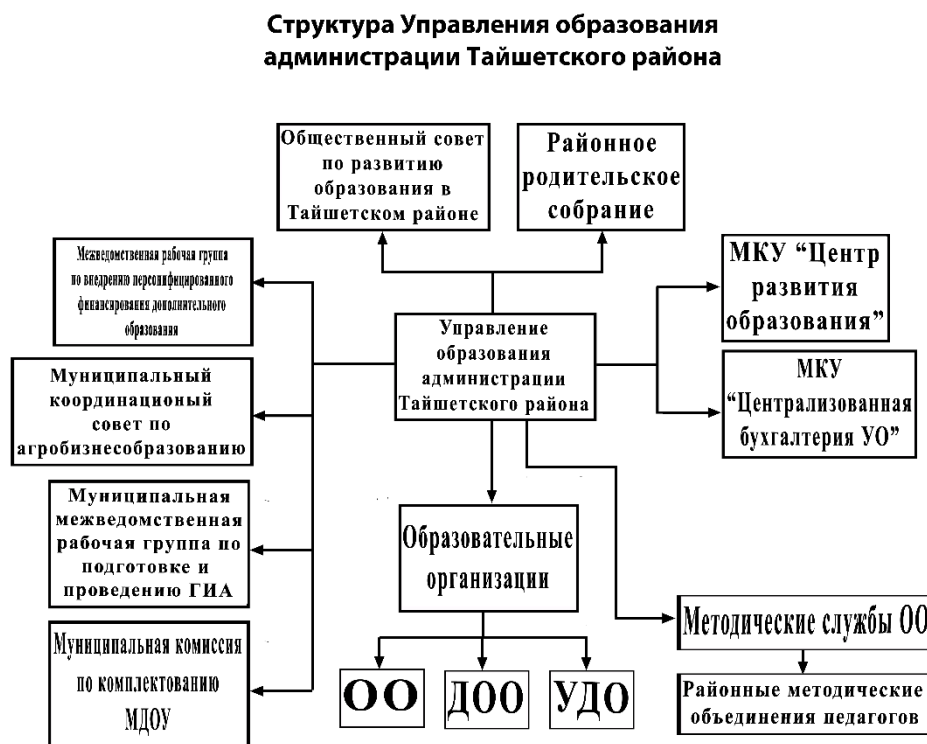 Структура Управления образования
администрации Тайшетского района
Общественный совет
по развитию
образования в
Тайшетском районе
Районное
родительское
собрание
Межведомственная рабочая группа
по внедрению персонифицированного
финансирования дополнительного
образования
МКУ “Центр
развития
образования”
Управление
образования
администрации
Тайшетского района
Муниципальный
координационый
совет по
агробизнесобразованию
МКУ
“Централизованная
бухгалтерия УО”
Муниципальная
межведомственная
рабочая группа по
подготовке и
проведению ГИА
Образовательные
организации
Методические службы ОО
Муниципальная комиссия
по комплектованию
МДОУ
ОО
ДОО
УДО
Районные методические
объединения педагогов